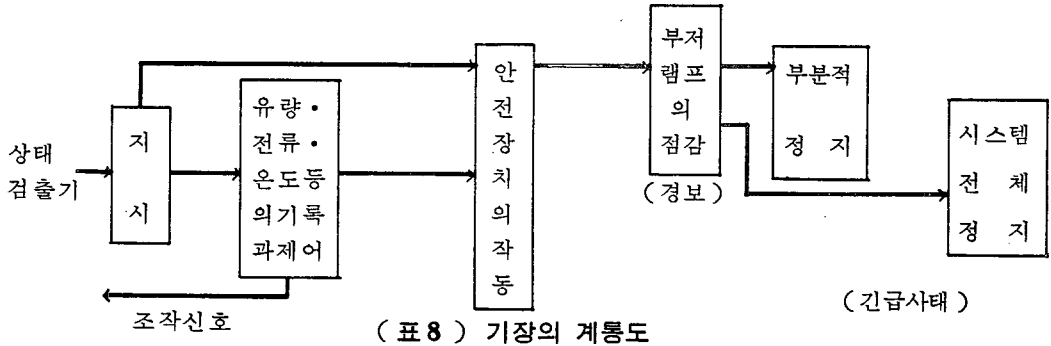 상태
검출기
지
시
유량·
전류·
온도등
의기록
과제어
조작신호
안
전
장
치
의
작
동
부저
램프
의
점감
(경보)
부분적
정 지
시스템
전 체
정 지
(긴급사태)
(표8) 기장의 계통도